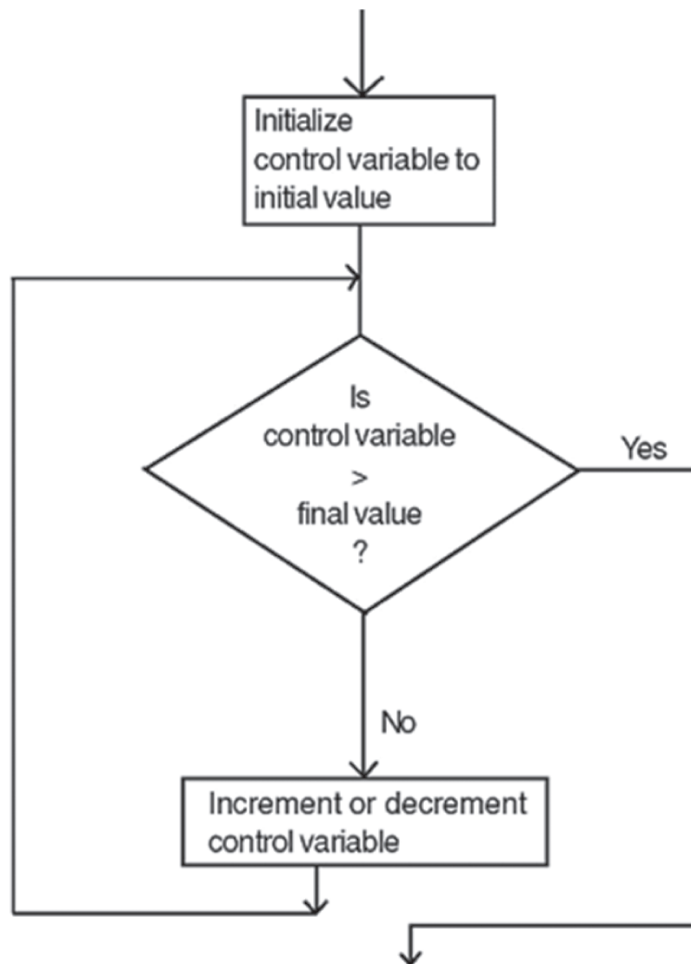 Initialize
control variable to
initial value
Is
control variable
>
final value
?
Yes
No
Increment or decrement
control variable